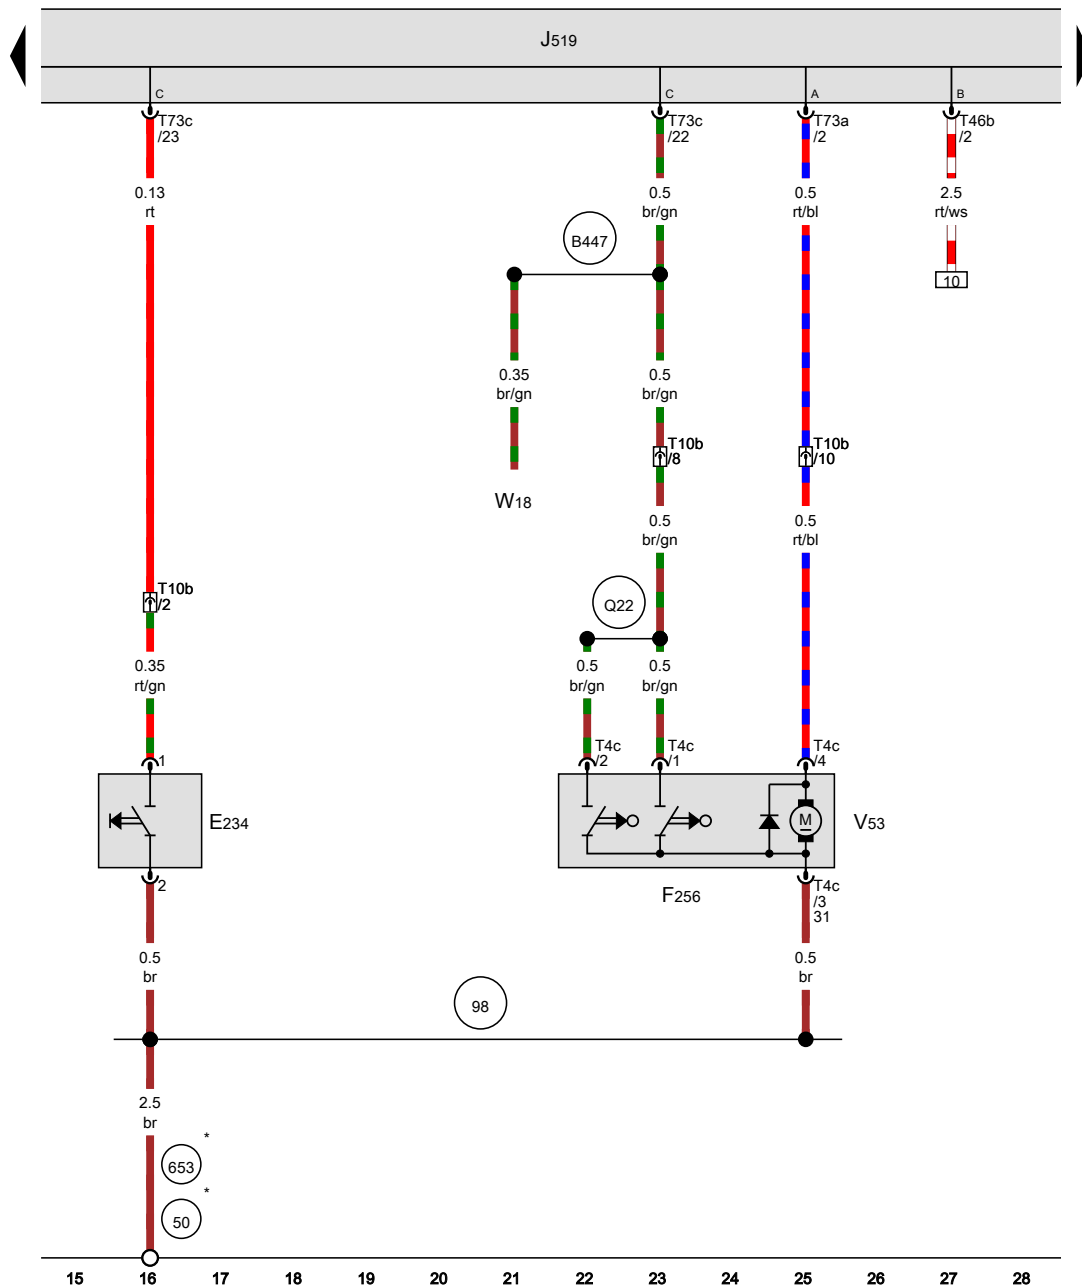 J519
C
C
A
B
T73c
/23
T73c
/22
T73a
/2
T46b
/2
0.13
rt
0.5
br/gn
0.5
rt/bl
2.5
rt/ws
B447
10
0.35
br/gn
0.5
br/gn
T10b
/8
T10b
/10
W18
0.5
br/gn
0.5
rt/bl
T10b
/2
Q22
0.35
rt/gn
0.5
br/gn
0.5
br/gn
1
T4c
/2
T4c
/1
T4c
/4
E234
M
V53
2
F256
T4c
/3
31
0.5
br
0.5
br
98
2.5
br
*
653
*
50
15 16 17 18 19 20 21 22 23 24 25 26 27 28